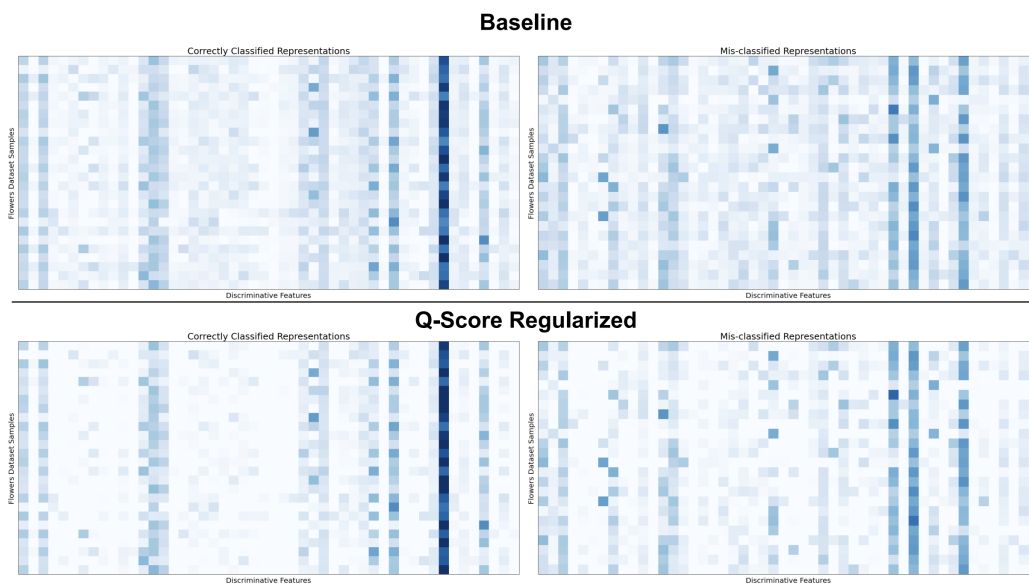 Baseline
Correctly Classified Representations
Mis-classified Representations
Flowers Dataset Samples
Flowers Dataset Samples
Discriminative Features
Discriminative Features
Q-Score Regularized
Correctly Classified Representations
Mis-classified Representations
Flowers Dataset Samples
Flowers Dataset Samples
Discriminative Features
Discriminative Features